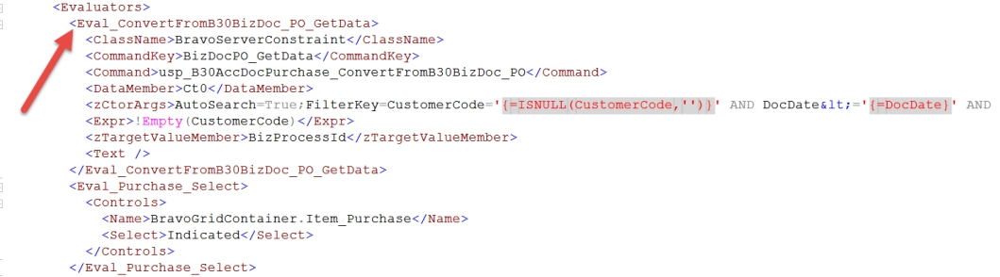 <Evaluators>
<Eval_ConvertFromB30BizDoc_PO_GetData>
<ClassName>BravoServerConstraint</ClassName>
<CommandKey>BizDocPO_GetData</CommandKey>
<Command>usp_B30AccDocPurchase_ConvertFromB30BizDoc_PO</Command>
<DataMember>Ct0</DataMember>
<zCtorArgs>AutoSearch=True;FilterKey=CustomerCode='{=ISNULL(CustomerCode,'')}' AND DocDate&lt;='{=DocDate}' AND
<Expr>!Empty(CustomerCode)</Expr>
<zTargetValueMember>BizProcessId</zTargetValueMember>
<Text />
</Eval_ConvertFromB30BizDoc_PO_GetData>
<Eval_Purchase_Select>
<Controls>
<Name>BravoGridContainer.Item_Purchase</Name>
<Select>Indicated</Select>
</Controls>
</Eval_Purchase_Select>